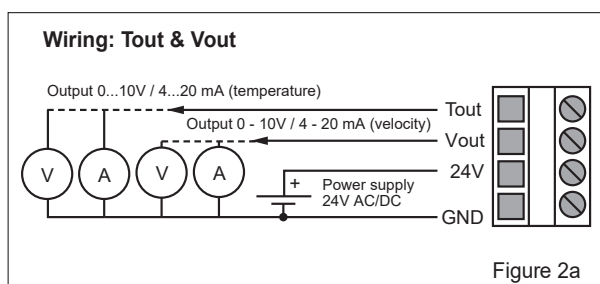 Wiring: Tout & Vout
Output 0...10V / 4...20 mA (temperature)
Tout
Output 0 - 10V / 4 - 20 mA (velocity)
Vout
V
A
V
A
24V
+
Power supply
24V AC/DC
GND
Figure 2a